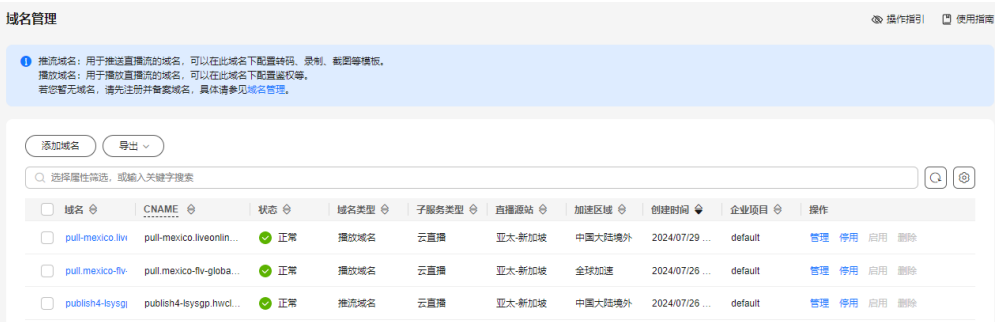 域名管理 操作指引 使用指南
推流域名：用于推送直播流的域名，可以在此域名下配置转码、录制、截图等模板。
播放域名：用于播放直播流的域名，可以在此域名下配置鉴权等。
若您暂无域名，请先注册并备案域名，具体请参见域名管理。
添加域名 导出
选择属性筛选，或输入关键字搜索
域名 CNAME 状态 域名类型 子服务类型 直播源站 加速区域 创建时间 企业项目 操作
pull-mexico.live pull-mexico.liveonlin... 正常 播放域名 云直播 亚太-新加坡 中国大陆境外 2024/07/29 ... default 管理 停用 启用 删除
pull.mexico-flv- pull.mexico-flv-globa... 正常 播放域名 云直播 亚太-新加坡 全球加速 2024/07/26 ... default 管理 停用 启用 删除
publish4-lsysgp publish4-lsysgp.hwcl... 正常 推流域名 云直播 亚太-新加坡 中国大陆境外 2024/07/26 ... default 管理 停用 启用 删除